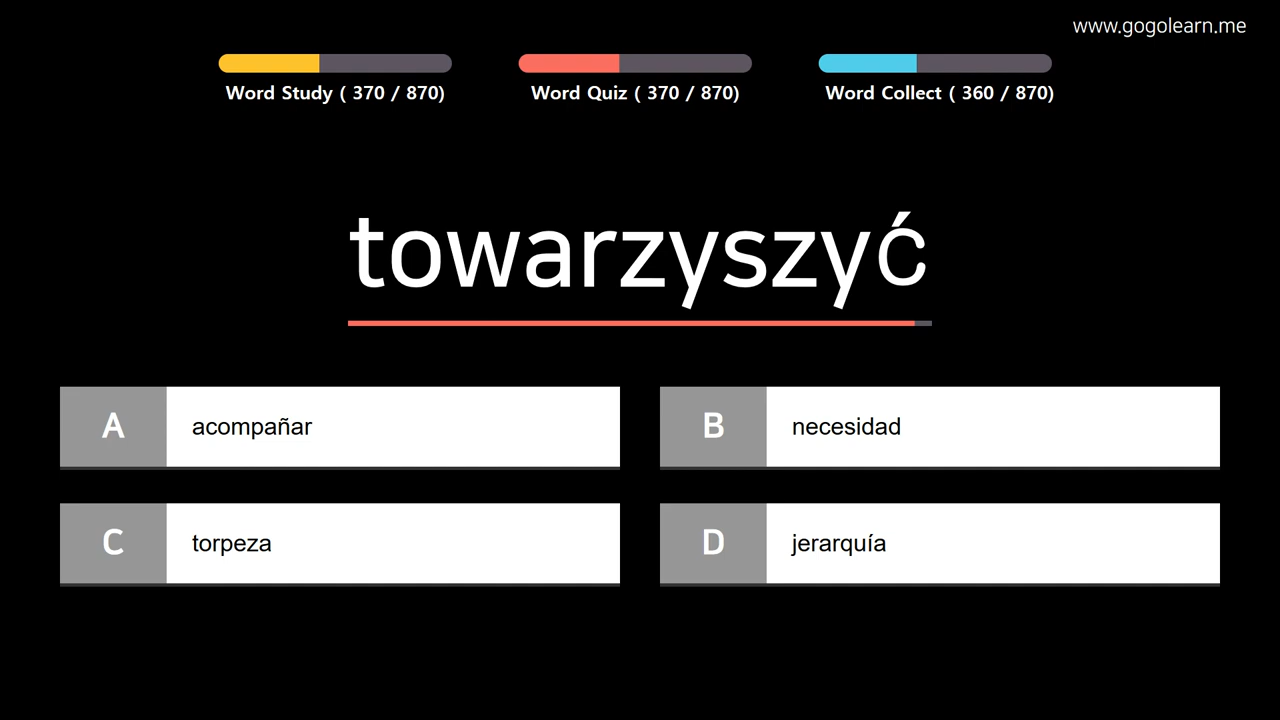 www.gogolearn.me
Word Study ( 370 / 870)
Word Quiz ( 370 / 870)
Word Collect ( 360 / 870)
towarzyszyć
A acompañar
B necesidad
C torpeza
D jerarquía